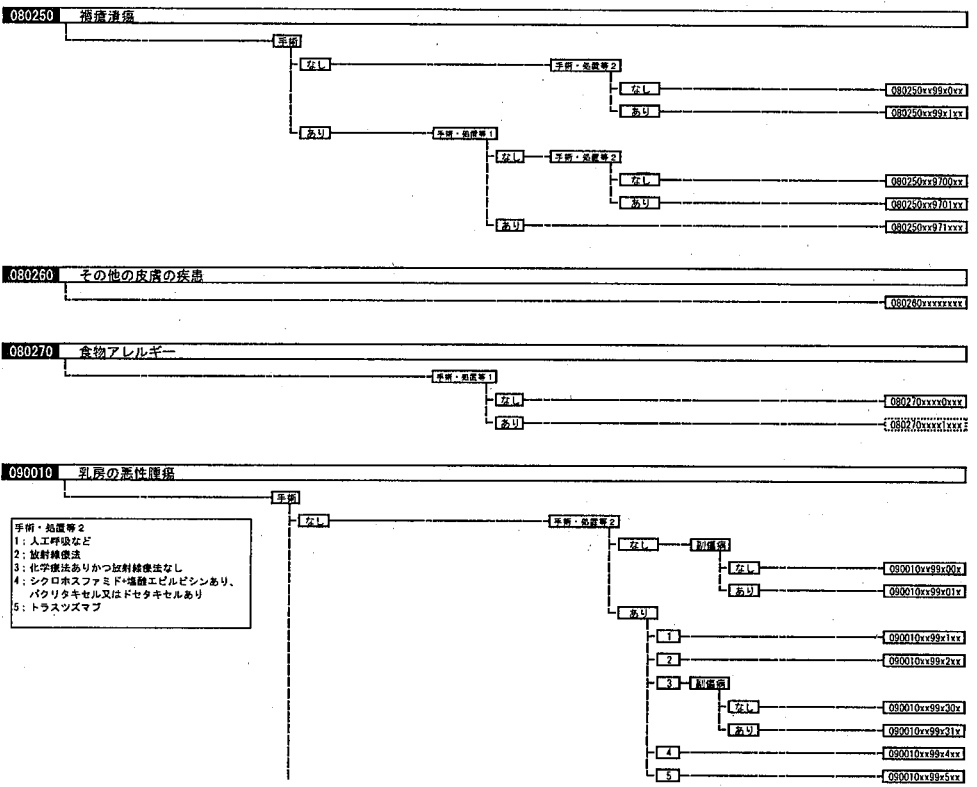 080250 褥瘡潰瘍
手術
なし 手術・処置等2
なし 080250xx99x0xx
あり 080250xx99x1xx
あり 手術・処置等1
なし 手術・処置等2
なし 080250xx9700xx
あり 080250xx9701xx
あり 080250xx971xxx
080260 その他の皮膚の疾患
080260xxxxxxxx
080270 食物アレルギー
手術・処置等1
なし 080270xxxx0xxx
あり 080270xxxx1xxx
090010 乳房の悪性腫瘍
手術
なし 手術・処置等2
手術・処置等2
1;人工呼吸など
2;放射線療法
3;化学療法ありかつ放射線療法なし
4;シクロホスファミド+塩酸エピルビシンあり、
パクリタキセル又はドセタキセルあり
5;トラスツズマブ
なし 副傷病
なし 090010xx99x00x
あり 090010xx99x01x
あり
1 090010xx99x1xx
2 090010xx99x2xx
3 副傷病
なし 090010xx99x30x
あり 090010xx99x31x
4 090010xx99x4xx
5 090010xx99x5xx